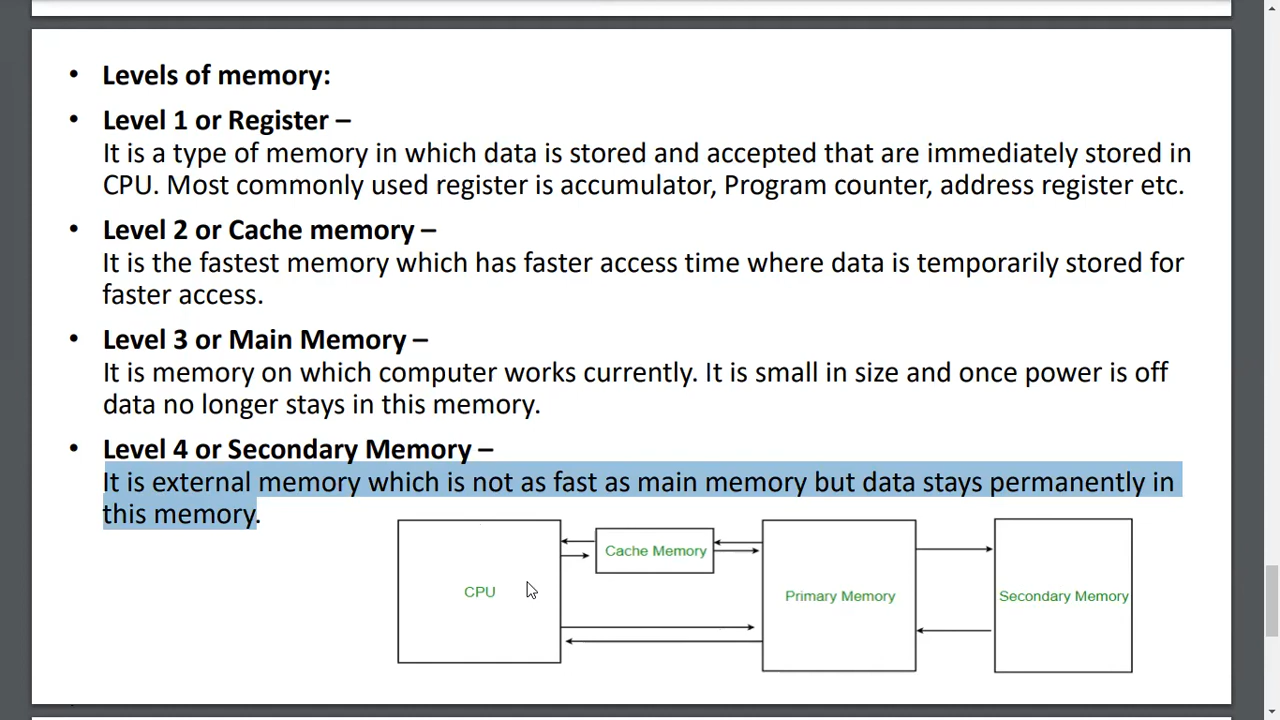 • Levels of memory:
• Level 1 or Register –
It is a type of memory in which data is stored and accepted that are immediately stored in
CPU. Most commonly used register is accumulator, Program counter, address register etc.
• Level 2 or Cache memory –
It is the fastest memory which has faster access time where data is temporarily stored for
faster access.
• Level 3 or Main Memory –
It is memory on which computer works currently. It is small in size and once power is off
data no longer stays in this memory.
• Level 4 or Secondary Memory –
It is external memory which is not as fast as main memory but data stays permanently in
this memory.
Cache Memory
CPU
Primary Memory
Secondary Memory